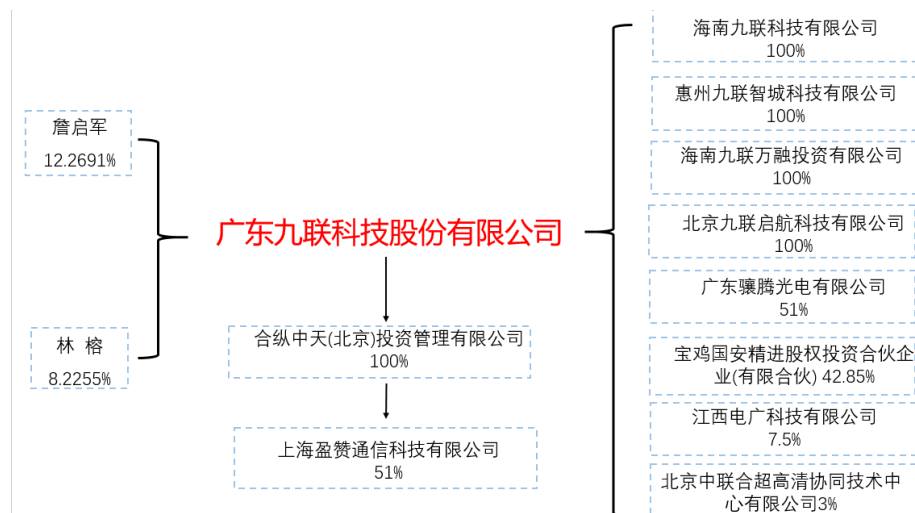 詹启军
12.2691%
林 榕
8.2255%
广东九联科技股份有限公司
合纵中天(北京)投资管理有限公司
100%
上海盈赞通信科技有限公司
51%
海南九联科技有限公司
100%
惠州九联智城科技有限公司
100%
海南九联万融投资有限公司
100%
北京九联启航科技有限公司
100%
广东骧腾光电有限公司
51%
宝鸡国安精进股权投资合伙企
业(有限合伙) 42.85%
江西电广科技有限公司
7.5%
北京中联合超高清协同技术中
心有限公司3%